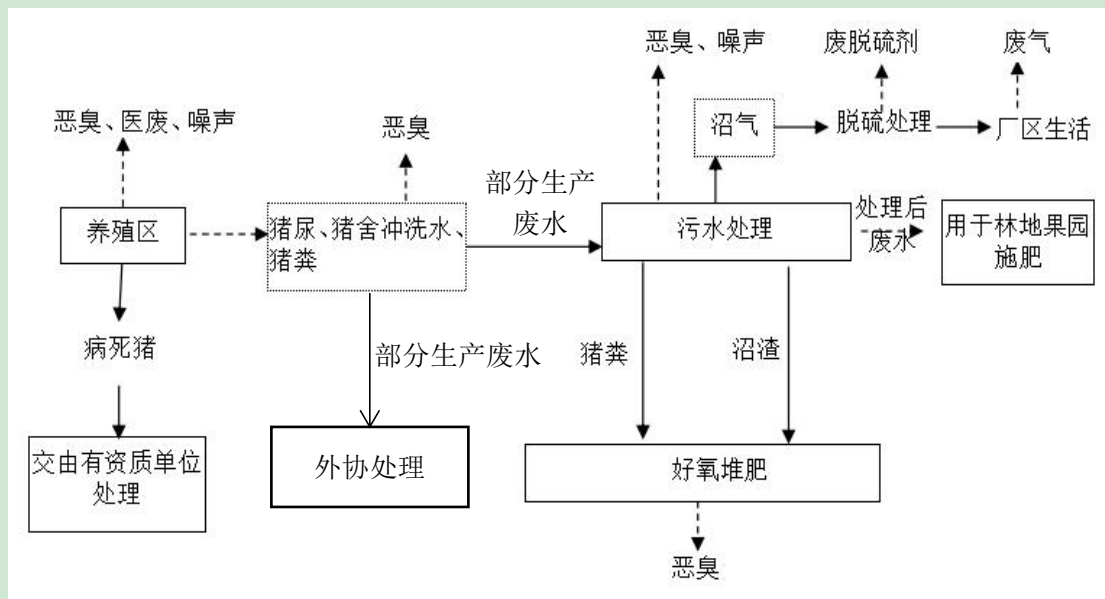 恶臭、噪声
废脱硫剂
废气
恶臭、医废、噪声
恶臭
沼气
脱硫处理
厂区生活
部分生产
废水
养殖区
猪尿、猪舍冲洗水、
猪粪
污水处理
处理后
废水
用于林地果园
施肥
病死猪
部分生产废水
猪粪
沼渣
交由有资质单位
处理
外协处理
好氧堆肥
恶臭